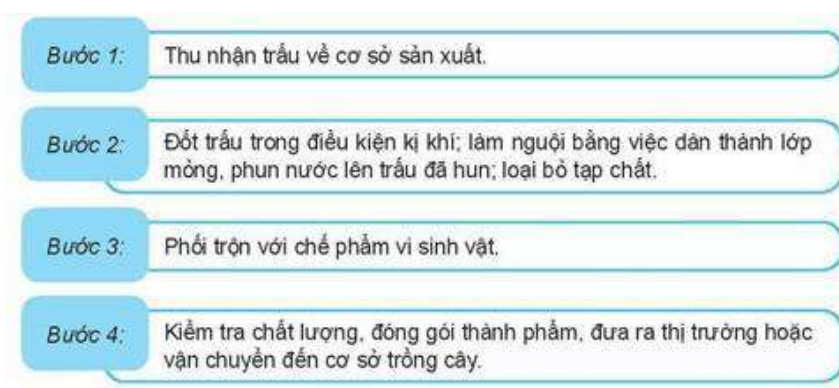 Bước 1: Thu nhận trấu về cơ sở sản xuất.
Bước 2: Đốt trấu trong điều kiện kị khí; làm nguội bằng việc dàn thành lớp
mỏng, phun nước lên trấu đã hun; loại bỏ tạp chất.
Bước 3: Phối trộn với chế phẩm vi sinh vật.
Bước 4: Kiểm tra chất lượng, đóng gói thành phẩm, đưa ra thị trường hoặc
vận chuyển đến cơ sở trồng cây.